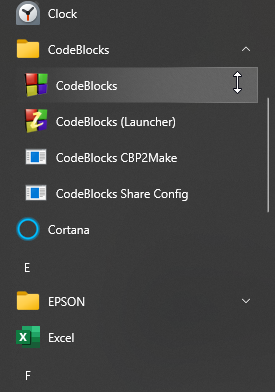 Clock
CodeBlocks
CodeBlocks
CodeBlocks (Launcher)
CodeBlocks CBP2Make
CodeBlocks Share Config
Cortana
E
EPSON
Excel
F